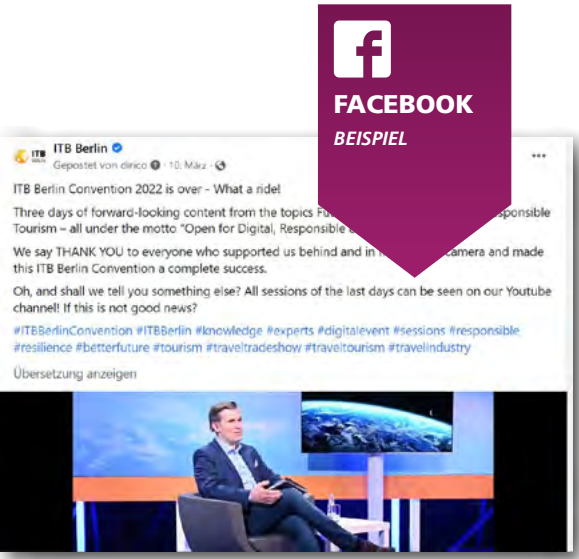 FACEBOOK
BEISPIEL
ITB
ITB Berlin
Gepostet von dirico · 10. März ·
ITB Berlin Convention 2022 is over - What a ride!
Three days of forward-looking content from the topics sponsible
Tourism – all under the motto "Open for Digital, Responsible
We say THANK YOU to everyone who supported us behind and in camera and made
this ITB Berlin Convention a complete success.
Oh, and shall we tell you something else? All sessions of the last days can be seen on our Youtube
channel! If this is not good news?
#ITBBerlinConvention #ITBBerlin #knowledge #experts #digitalevent #sessions #responsible
#resilience #betterfuture #tourism #traveltradeshow #traveltourism #travelindustry
Übersetzung anzeigen